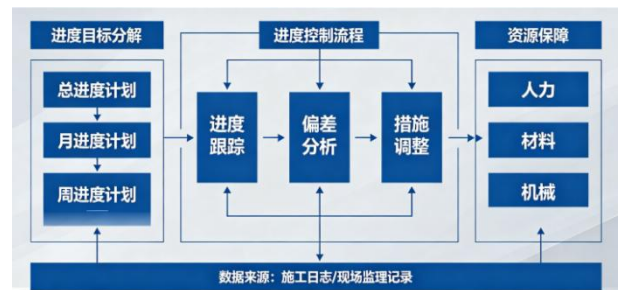 进度目标分解
进度控制流程
资源保障
总进度计划
月进度计划
周进度计划
进度
跟踪
偏差
分析
措施
调整
人力
材料
机械
数据来源：施工日志/现场监理记录